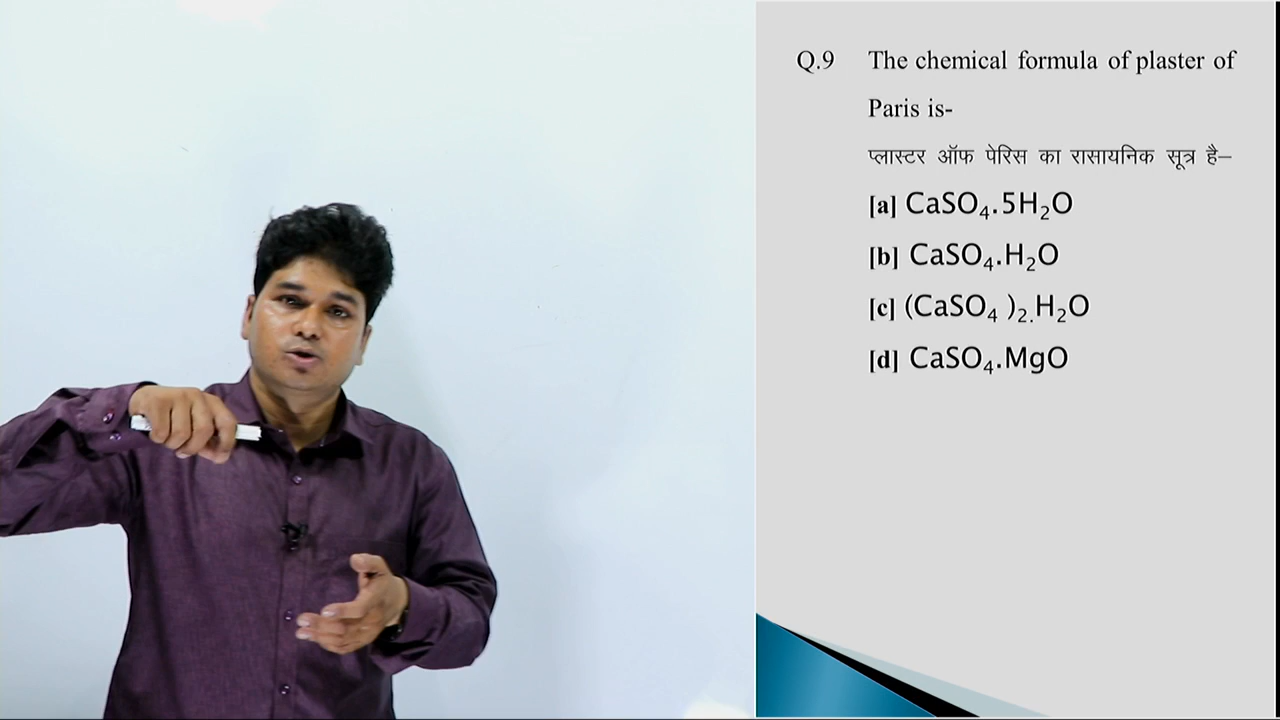 Q.9 The chemical formula of plaster of
Paris is-
प्लास्टर ऑफ पेरिस का रासायनिक सूत्र है–
[a] CaSO₄.5H₂O
[b] CaSO₄.H₂O
[c] (CaSO₄ )₂.H₂O
[d] CaSO₄.MgO